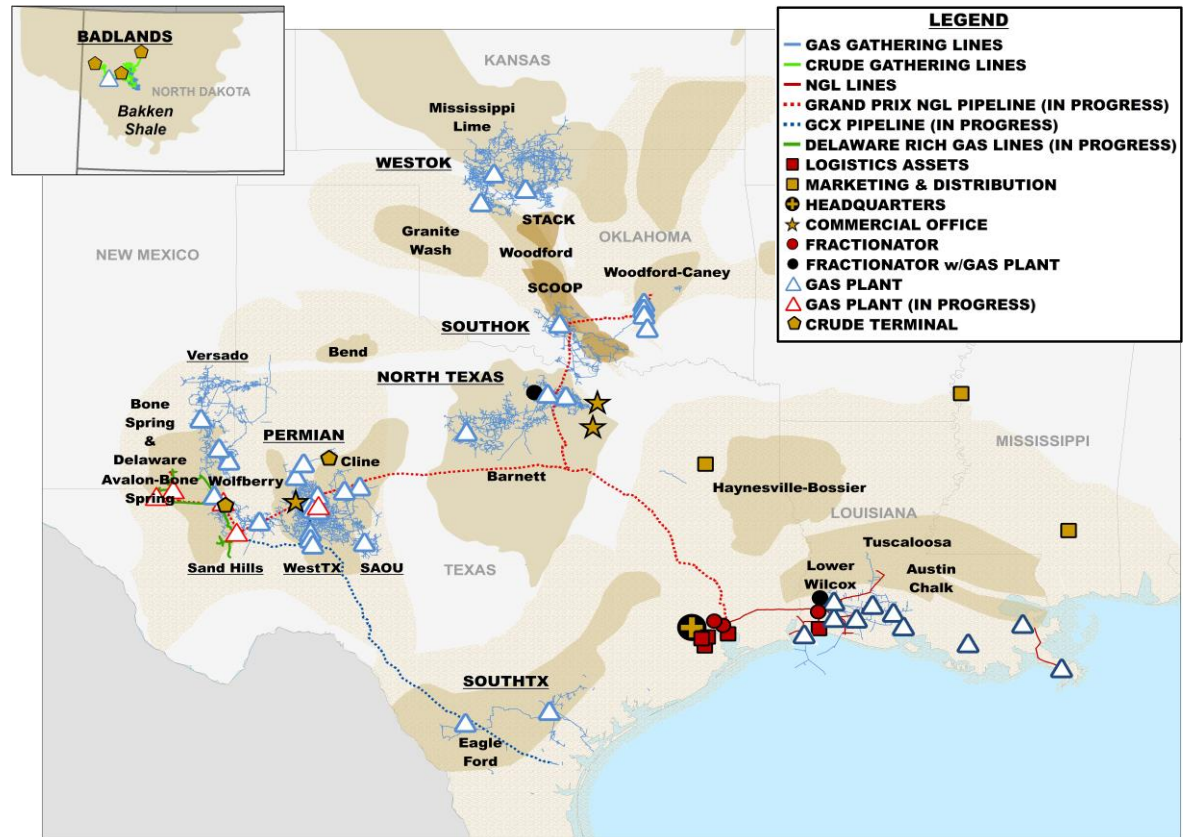 BADLANDS
NORTH DAKOTA
Bakken
Shale
LEGEND
GAS GATHERING LINES
CRUDE GATHERING LINES
NGL LINES
GRAND PRIX NGL PIPELINE (IN PROGRESS)
GCX PIPELINE (IN PROGRESS)
DELAWARE RICH GAS LINES (IN PROGRESS)
LOGISTICS ASSETS
MARKETING & DISTRIBUTION
HEADQUARTERS
COMMERCIAL OFFICE
FRACTIONATOR
FRACTIONATOR w/GAS PLANT
GAS PLANT
GAS PLANT (IN PROGRESS)
CRUDE TERMINAL
KANSAS
Mississippi
Lime
WESTOK
STACK
Granite
Wash
Woodford
OKLAHOMA
NEW MEXICO
Woodford-Caney
SCOOP
SOUTHOK
Bend
Versado
NORTH TEXAS
Bone
Spring
&
Delaware
Avalon-Bone
Spring
PERMIAN
Cline
Wolfberry
Barnett
MISSISSIPPI
Haynesville-Bossier
LOUISIANA
Tuscaloosa
Lower
Wilcox
Austin
Chalk
Sand Hills
WestTX
SAOU
TEXAS
SOUTHTX
Eagle
Ford